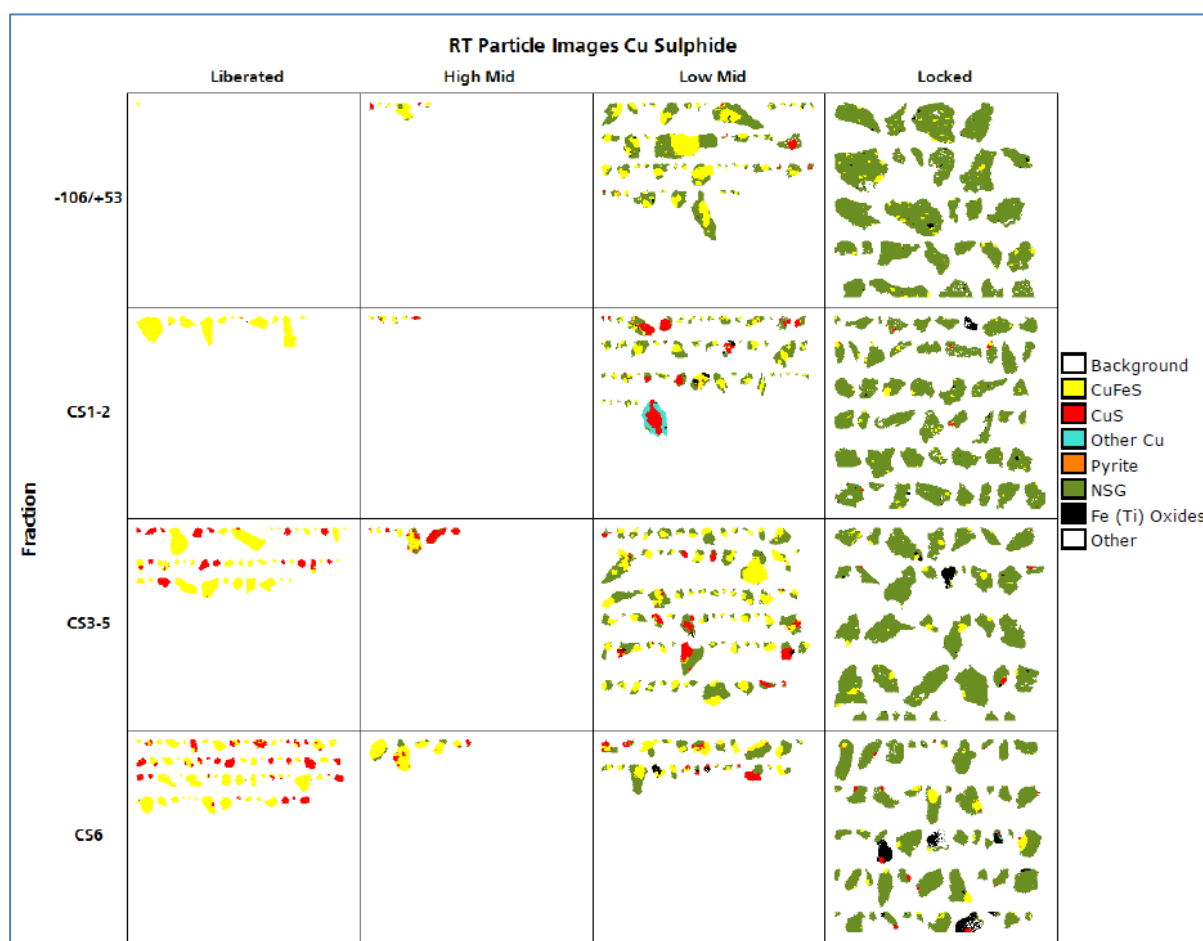 RT Particle Images Cu Sulphide
Liberated High Mid Low Mid Locked
Fraction
-106/+53
CS1-2
CS3-5
CS6
Background
CuFeS
CuS
Other Cu
Pyrite
NSG
Fe (Ti) Oxides
Other